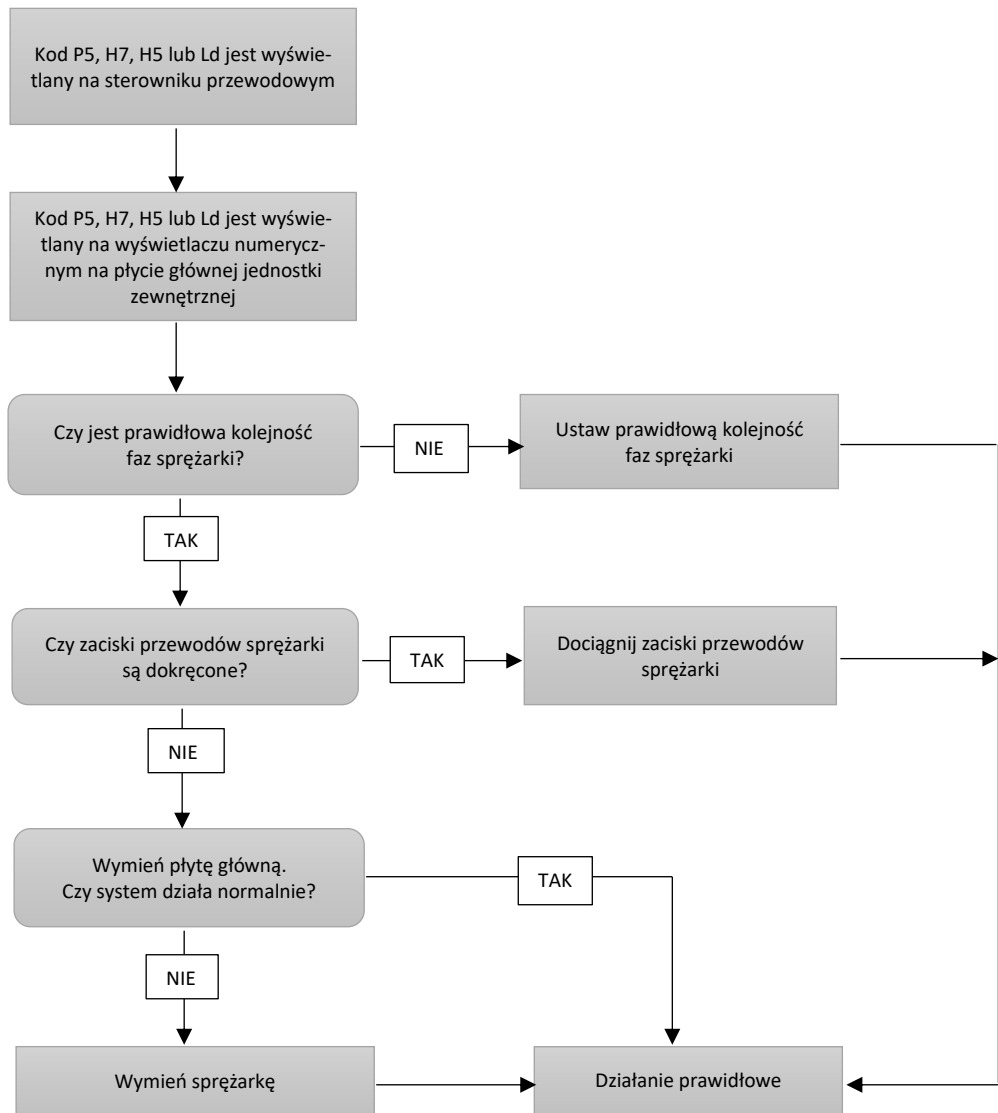 Kod P5, H7, H5 lub Ld jest wyświe-
tlany na sterowniku przewodowym
Kod P5, H7, H5 lub Ld jest wyświe-
tlany na wyświetlaczu numerycz-
nym na płycie głównej jednostki
zewnętrznej
Czy jest prawidłowa kolejność
faz sprężarki?
NIE
Ustaw prawidłową kolejność
faz sprężarki
TAK
Czy zaciski przewodów sprężarki
są dokręcone?
TAK
Dociągnij zaciski przewodów
sprężarki
NIE
Wymień płytę główną.
Czy system działa normalnie?
TAK
NIE
Wymień sprężarkę
Działanie prawidłowe